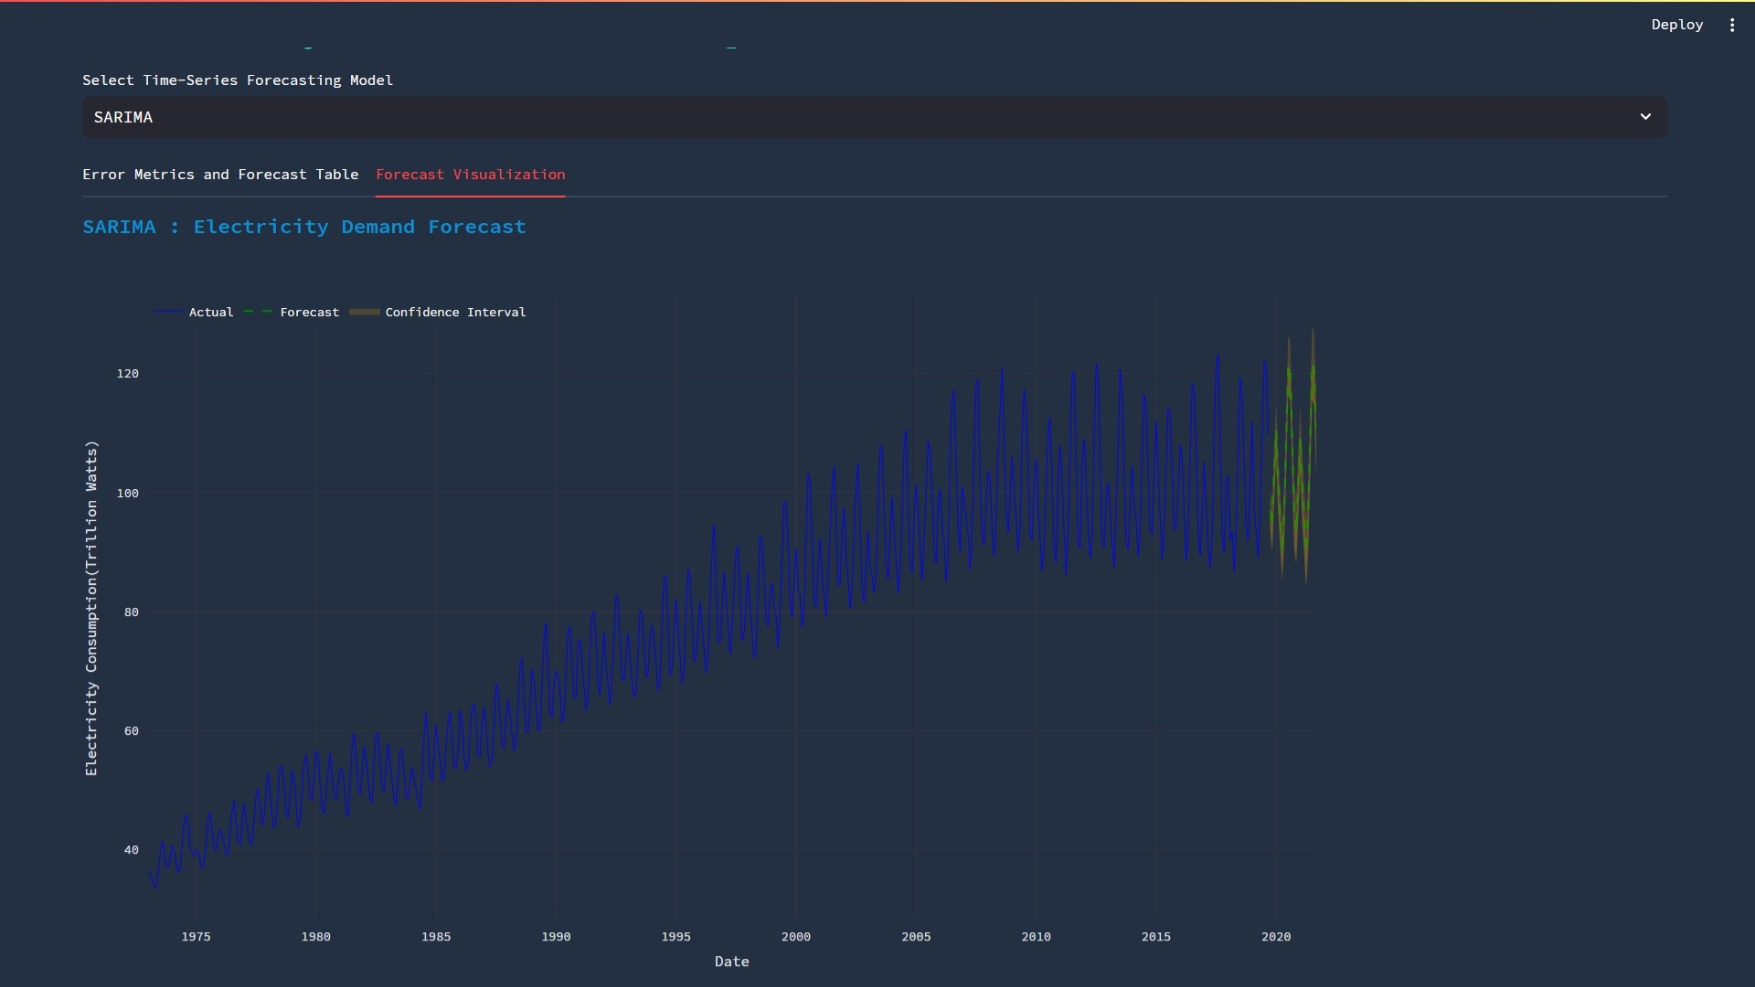 Deploy
Select Time-Series Forecasting Model
SARIMA
Error Metrics and Forecast Table Forecast Visualization
SARIMA : Electricity Demand Forecast
Actual Forecast Confidence Interval
120
100
80
60
40
Electricity Consumption(Trillion Watts)
1975 1980 1985 1990 1995 2000 2005 2010 2015 2020
Date